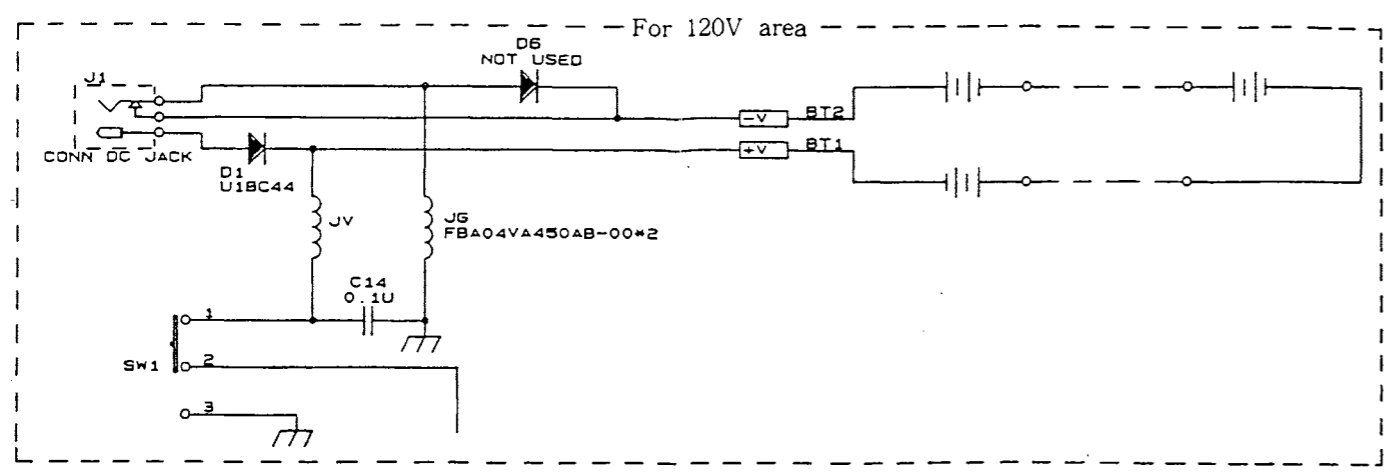 For 120V area
D6
NOT USED
J1
-V BT2
+V BT1
CONN DC JACK
D1
U1BC44
JV
JG
FBA04VA450AB-00*2
C14
0.1U
1
SW1
2
3